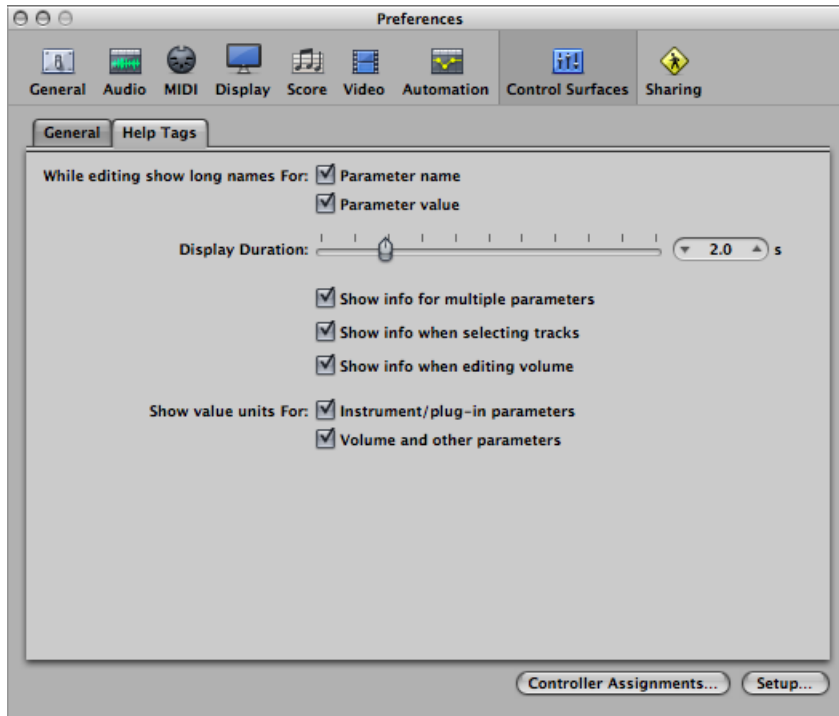 Preferences
General Audio MIDI Display Score Video Automation Control Surfaces Sharing
General Help Tags
While editing show long names For: Parameter name
Parameter value
Display Duration: 2.0 s
Show info for multiple parameters
Show info when selecting tracks
Show info when editing volume
Show value units For: Instrument/plug-in parameters
Volume and other parameters
Controller Assignments... Setup...